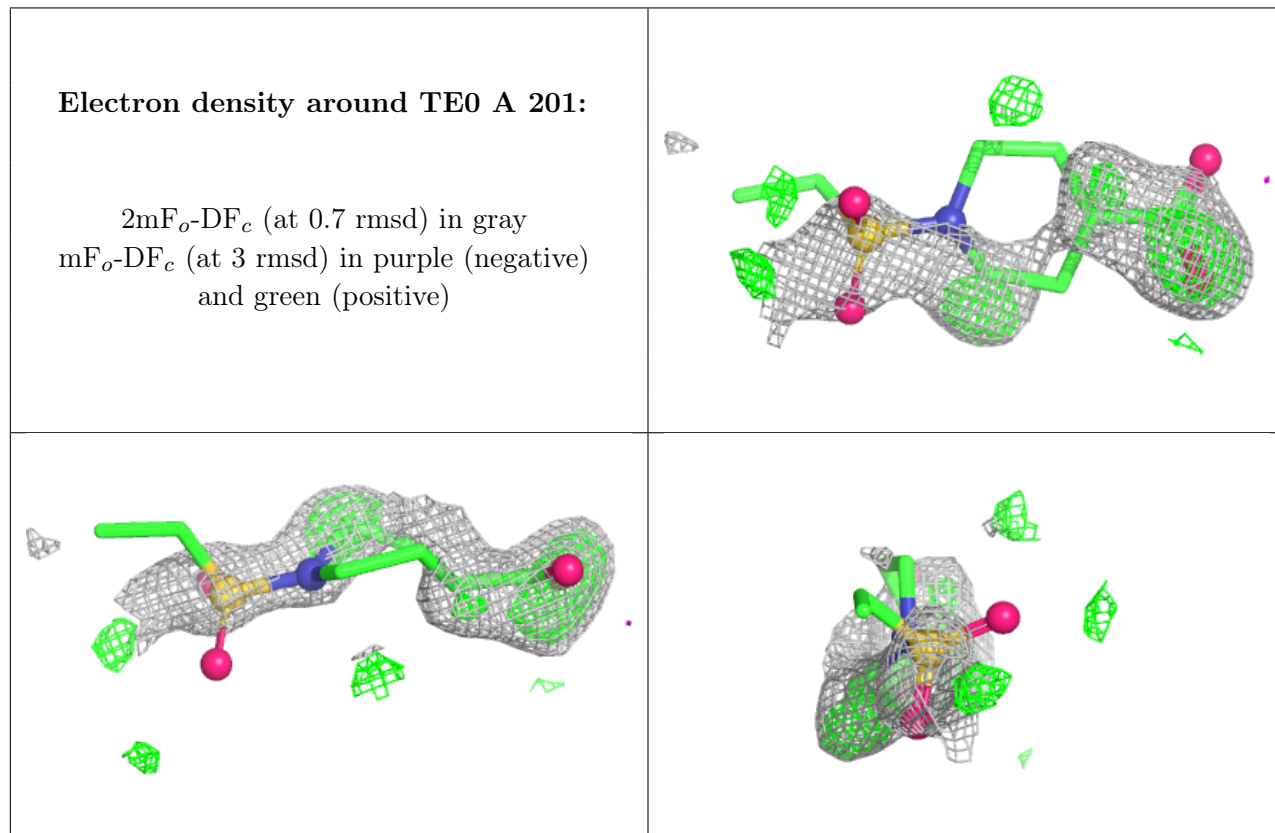 Electron density around TE0 A 201:
2mFo-DFc (at 0.7 rmsd) in gray
mFo-DFc (at 3 rmsd) in purple (negative)
and green (positive)